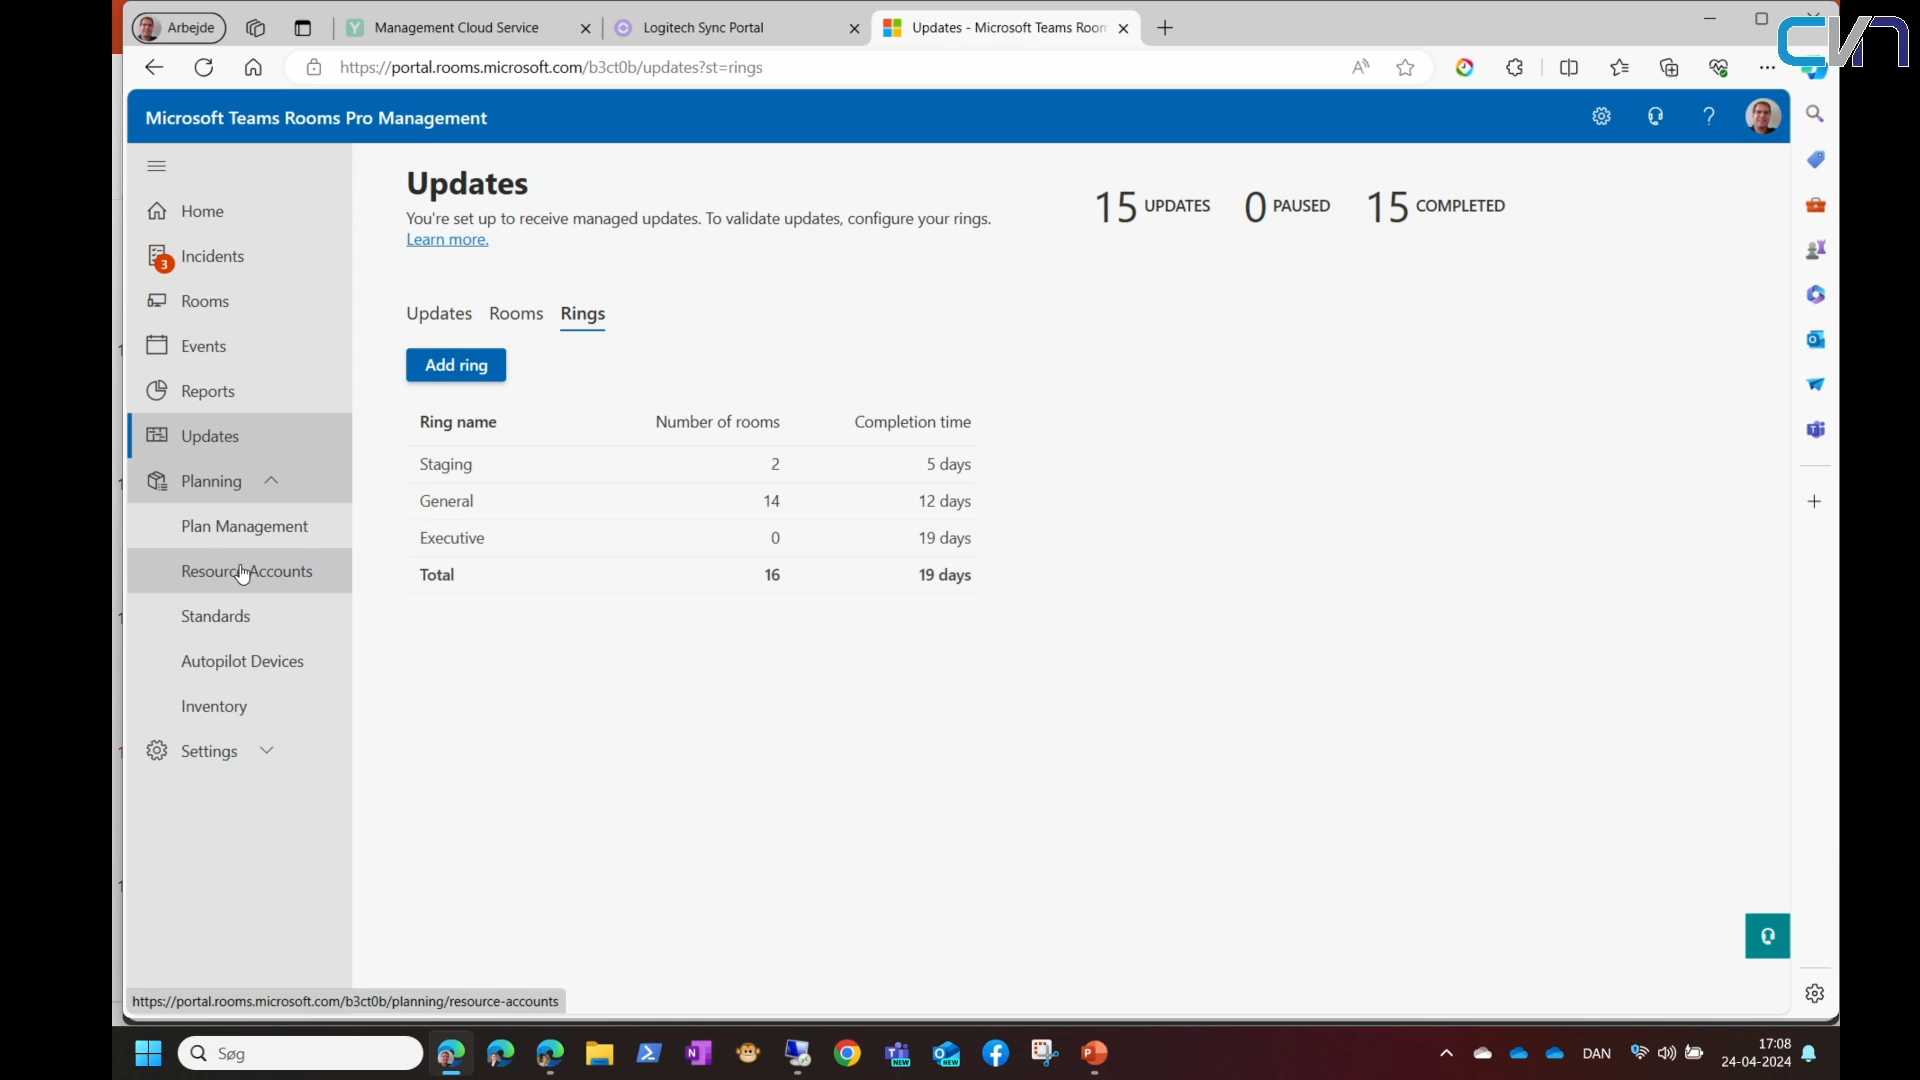 CVN
Arbejde
Management Cloud Service
Logitech Sync Portal
Updates - Microsoft Teams Room
https://portal.rooms.microsoft.com/b3ct0b/updates?st=rings
Microsoft Teams Rooms Pro Management
Home
3
Incidents
Rooms
Events
Reports
Updates
Planning
Plan Management
Resource Accounts
Standards
Autopilot Devices
Inventory
Settings
Updates
You're set up to receive managed updates. To validate updates, configure your rings.
Learn more.
15 UPDATES 0 PAUSED 15 COMPLETED
Updates Rooms Rings
Add ring
Ring name Number of rooms Completion time
Staging 2 5 days
General 14 12 days
Executive 0 19 days
Total 16 19 days
https://portal.rooms.microsoft.com/b3ct0b/planning/resource-accounts
Søg
NEW
NEW
DAN
17:08
24-04-2024